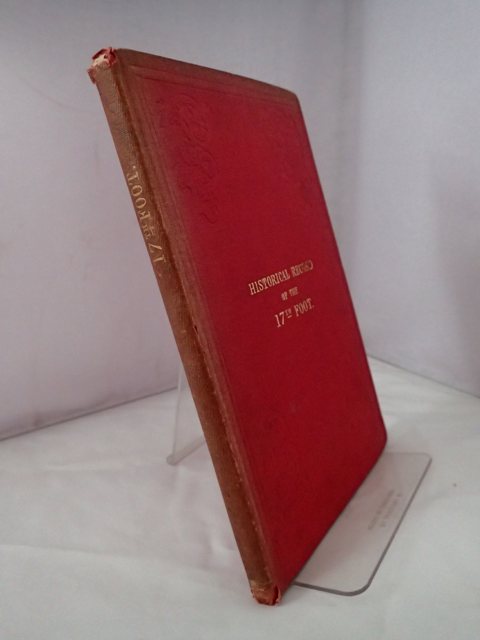 HISTORICAL RECORD
OF THE
17TH FOOT.
17TH FOOT.